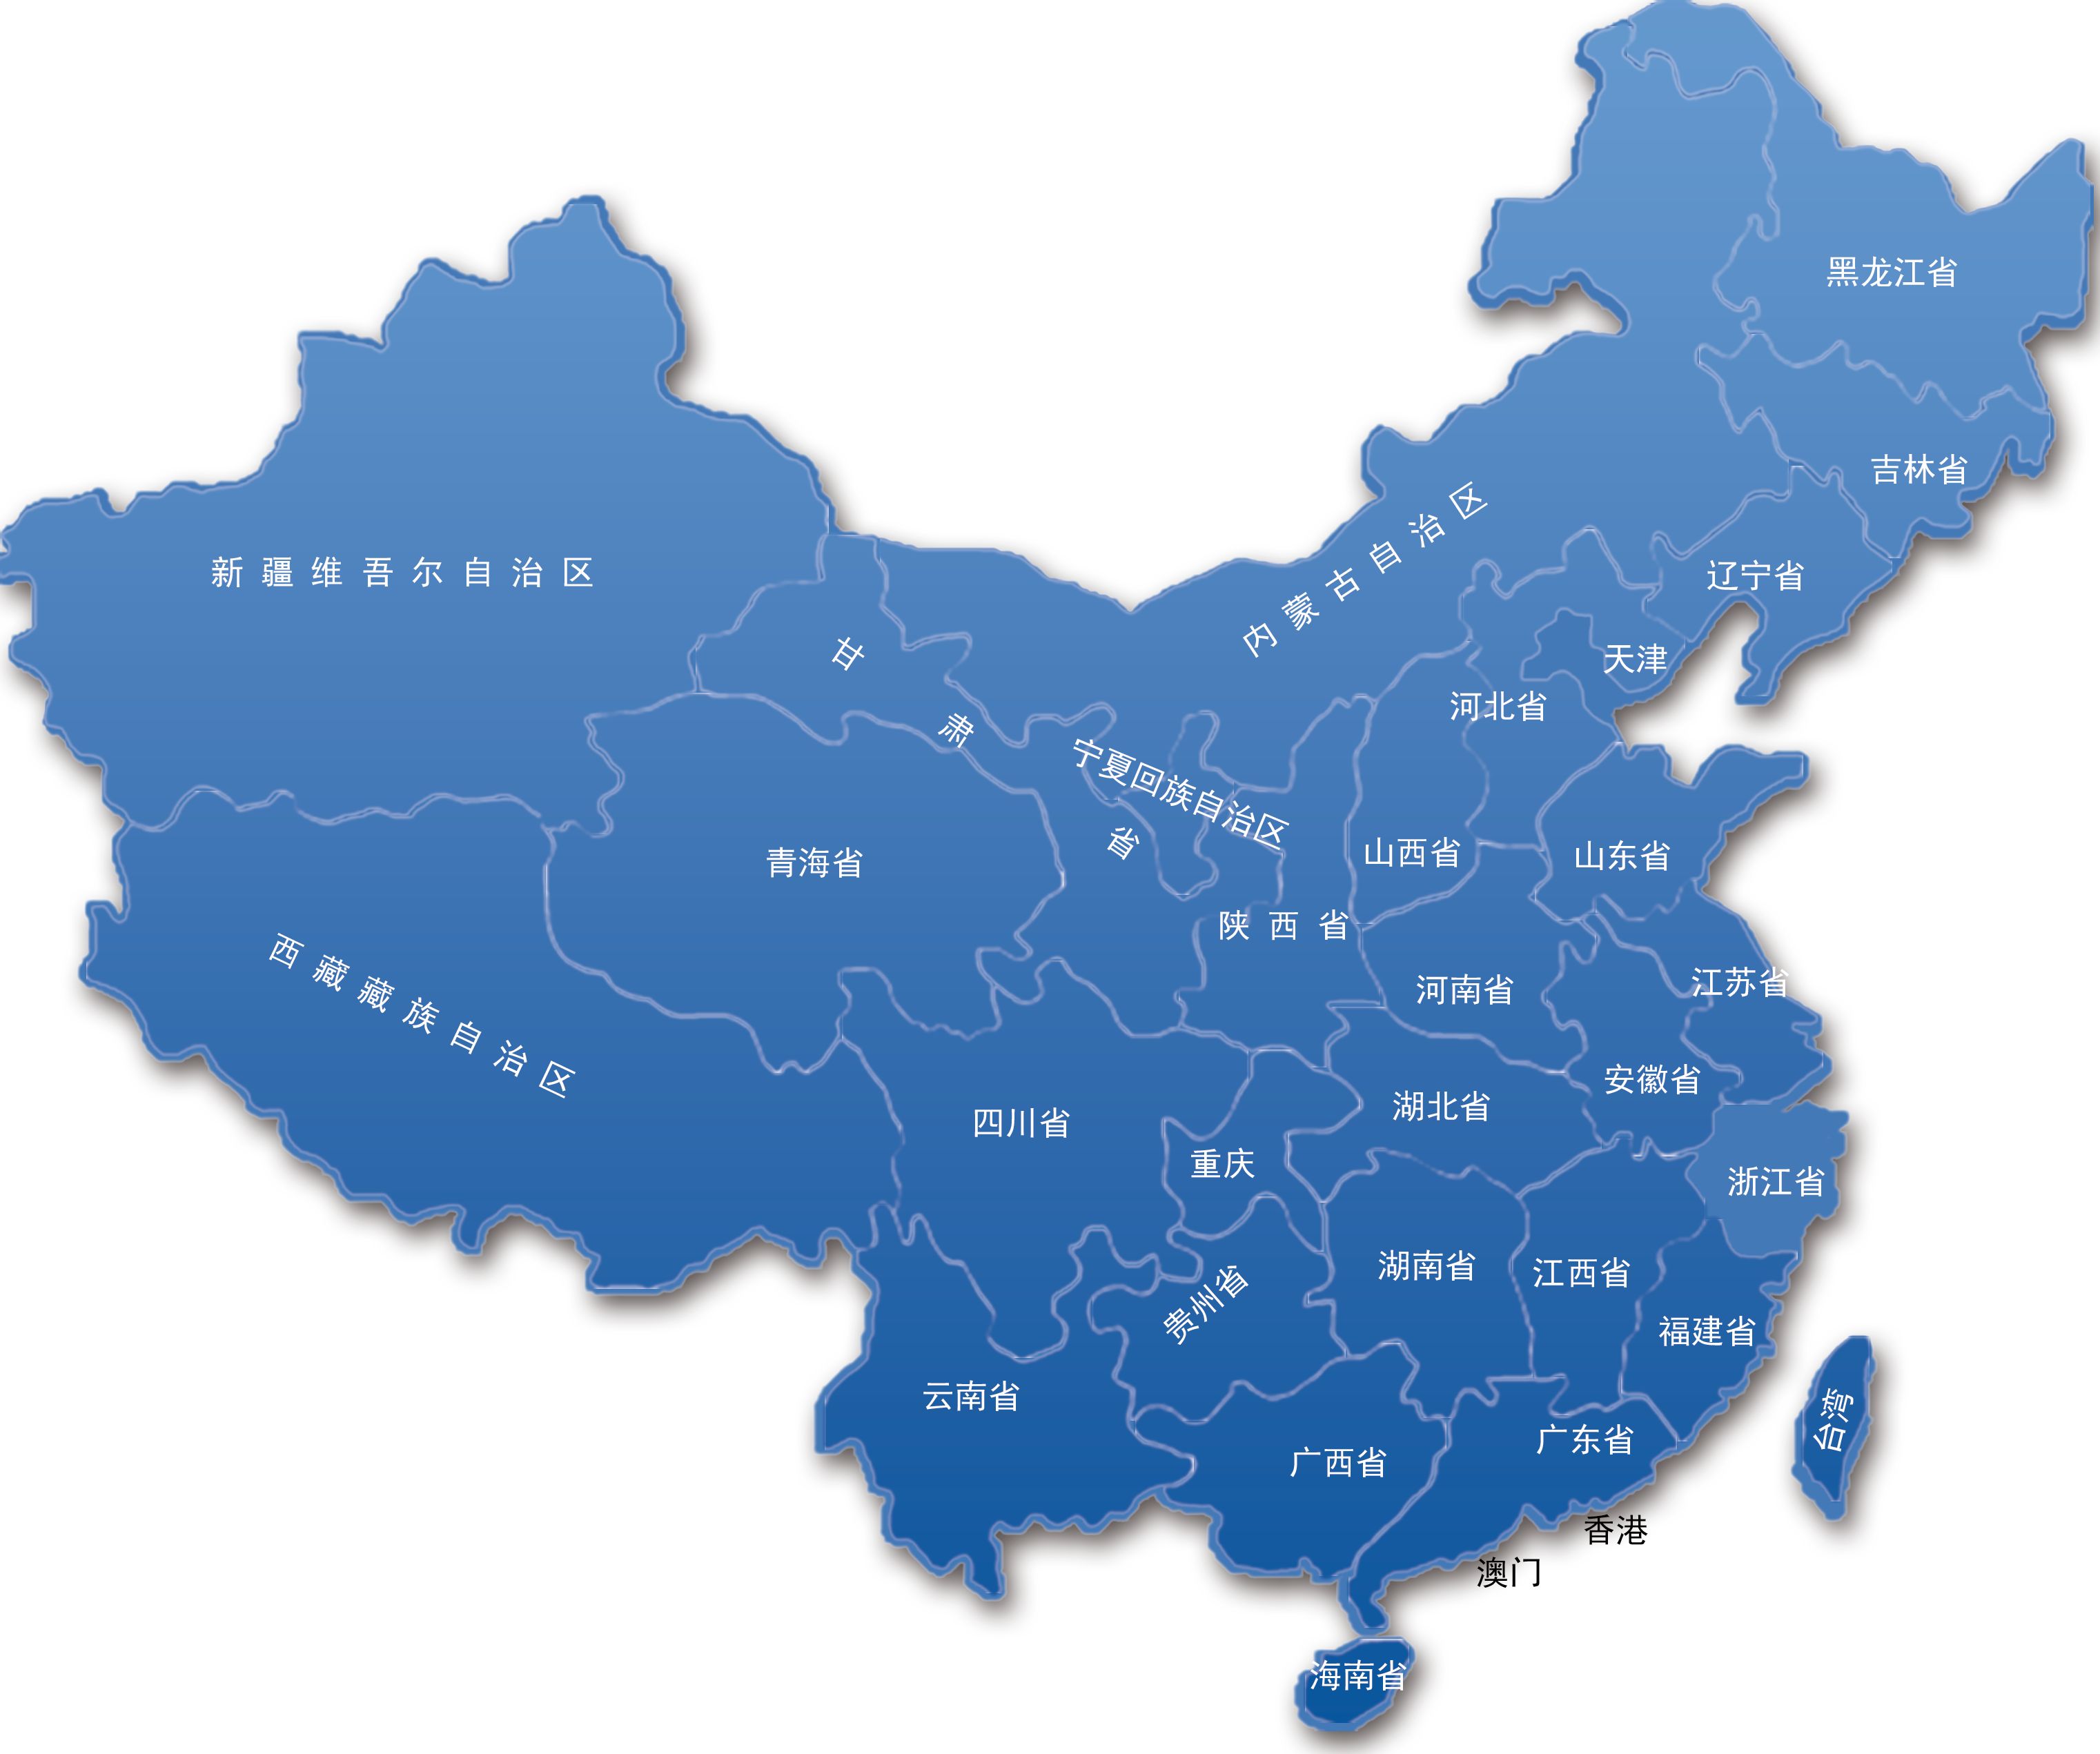 黑龙江省
吉林省
辽宁省
内蒙古自治区
新疆维吾尔自治区
天津
河北省
甘肃省
宁夏回族自治区
山西省
山东省
青海省
陕西省
西藏藏族自治区
河南省
江苏省
安徽省
湖北省
四川省
重庆
浙江省
湖南省
江西省
贵州省
福建省
云南省
台湾
广东省
广西省
香港
澳门
海南省